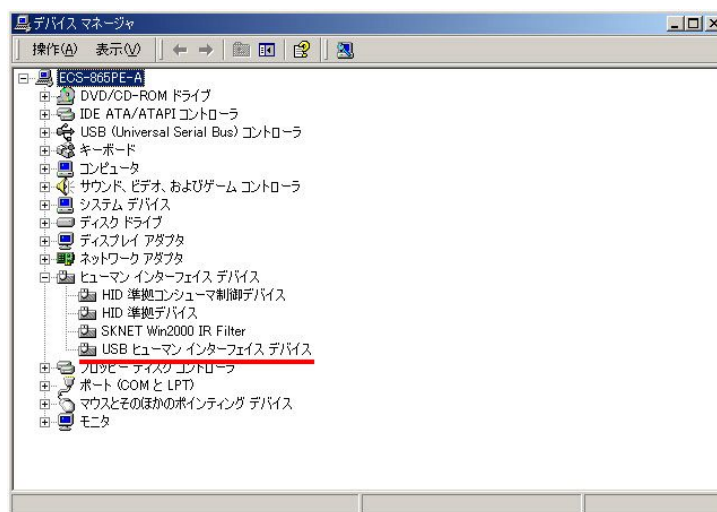 デバイス マネージャ
操作(A) 表示(V)
ECS-865PE-A
DVD/CD-ROM ドライブ
IDE ATA/ATAPI コントローラ
USB (Universal Serial Bus) コントローラ
キーボード
コンピュータ
サウンド、ビデオ、およびゲーム コントローラ
システム デバイス
ディスク ドライブ
ディスプレイ アダプタ
ネットワーク アダプタ
ヒューマン インターフェイス デバイス
HID 準拠コンシューマ制御デバイス
HID 準拠デバイス
SKNET Win2000 IR Filter
USB ヒューマン インターフェイス デバイス
フロッピー ディスク コントローラ
ポート (COM と LPT)
マウスとそのほかのポインティング デバイス
モニタ